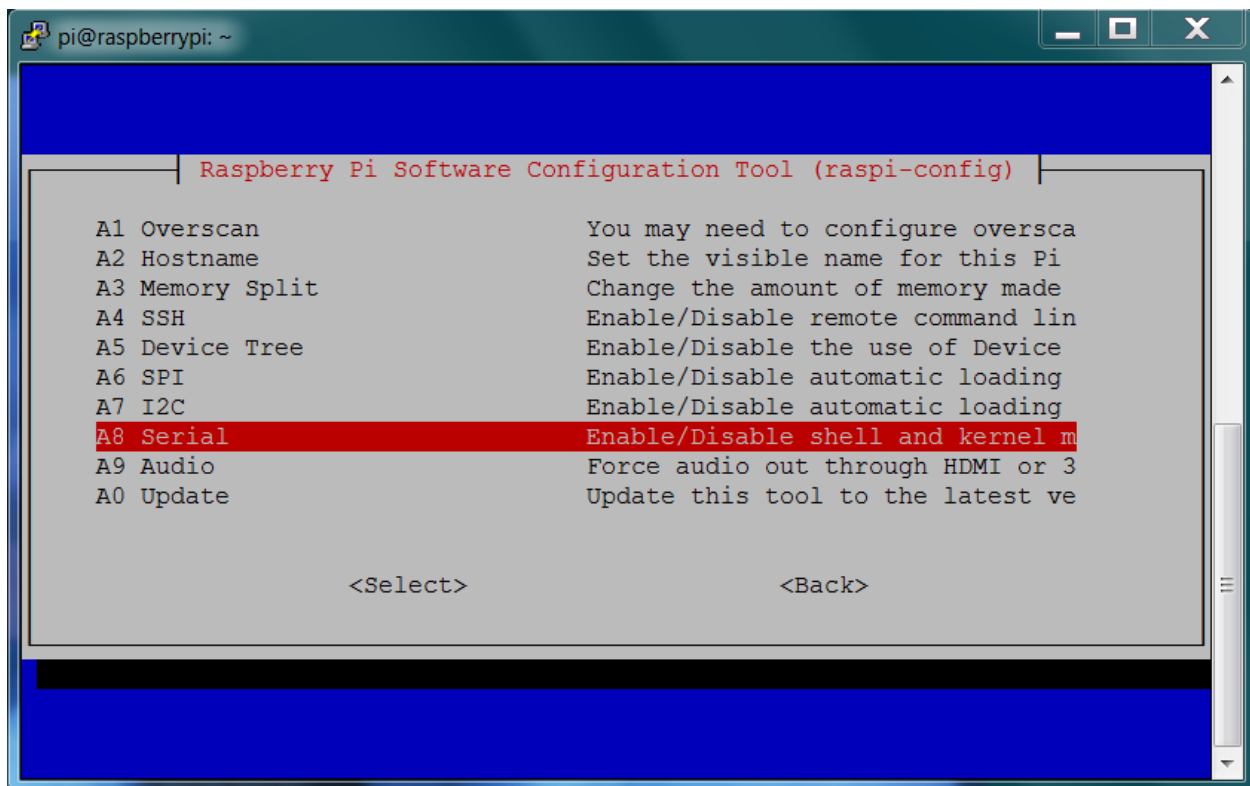 pi@raspberrypi: ~
Raspberry Pi Software Configuration Tool (raspi-config)
A1 Overscan You may need to configure oversca
A2 Hostname Set the visible name for this Pi
A3 Memory Split Change the amount of memory made
A4 SSH Enable/Disable remote command lin
A5 Device Tree Enable/Disable the use of Device
A6 SPI Enable/Disable automatic loading
A7 I2C Enable/Disable automatic loading
A8 Serial Enable/Disable shell and kernel m
A9 Audio Force audio out through HDMI or 3
A0 Update Update this tool to the latest ve
<Select> <Back>